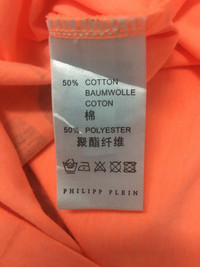 50% COTTON
BAUMWOLLE
COTON
棉
50% POLYESTER
聚酯纤维
PHILIPP PLEIN